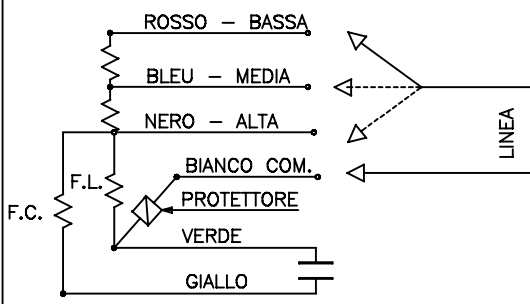 ROSSO - BASSA
BLEU - MEDIA
NERO - ALTA
LINEA
BIANCO COM.
F.L.
PROTETTORE
F.C.
VERDE
GIALLO